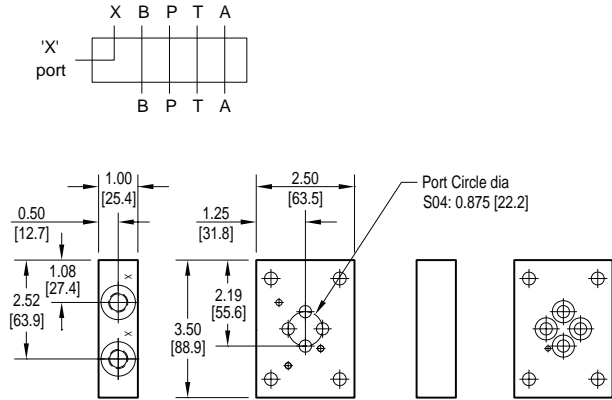 X B P T A
'X'
port
B P T A
1.00
[25.4]
2.50
[63.5]
Port Circle dia
S04: 0.875 [22.2]
0.50
[12.7]
1.25
[31.8]
1.08
[27.4]
2.52
[63.9]
2.19
[55.6]
3.50
[88.9]
X
X